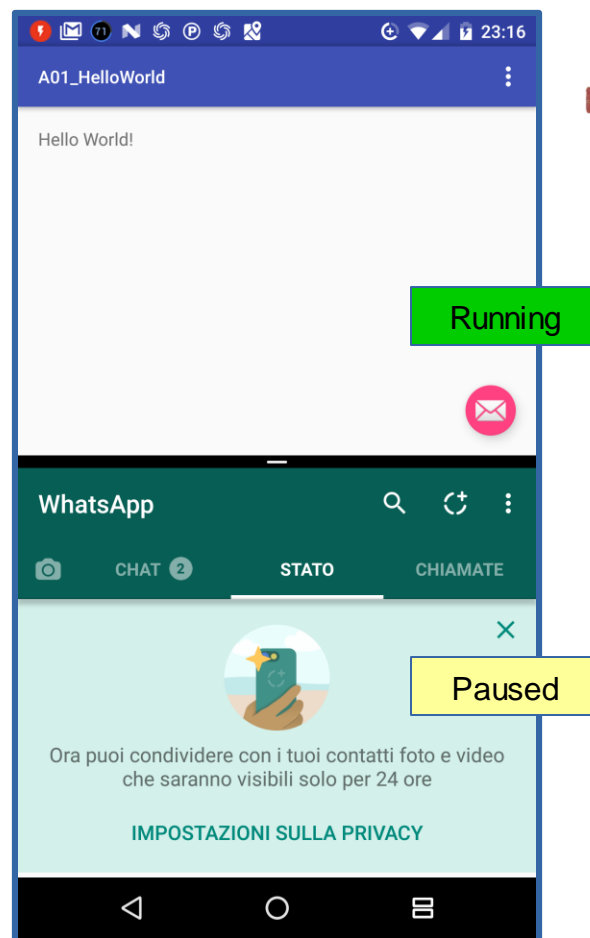 71 23:16
A01_HelloWorld
Hello World!
Running
WhatsApp
CHAT 2 STATO CHIAMATE
Paused
Ora puoi condividere con i tuoi contatti foto e video
che saranno visibili solo per 24 ore
IMPOSTAZIONI SULLA PRIVACY